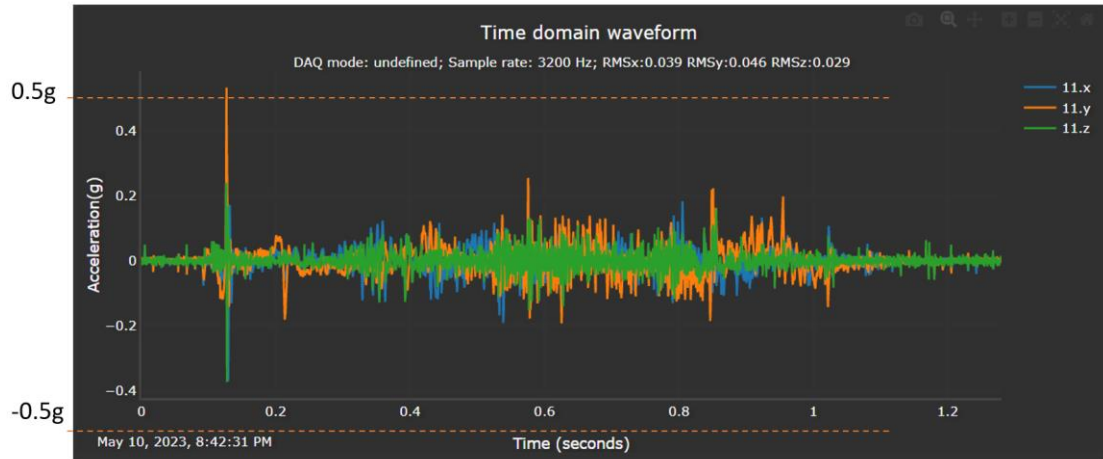 Time domain waveform
DAQ mode: undefined; Sample rate: 3200 Hz; RMSx:0.039 RMSy:0.046 RMSz:0.029
0.5g
11.x
11.y
11.z
0.4
0.2
0
−0.2
−0.4
Acceleration(g)
-0.5g
0
0.2
0.4
0.6
0.8
1
1.2
May 10, 2023, 8:42:31 PM
Time (seconds)